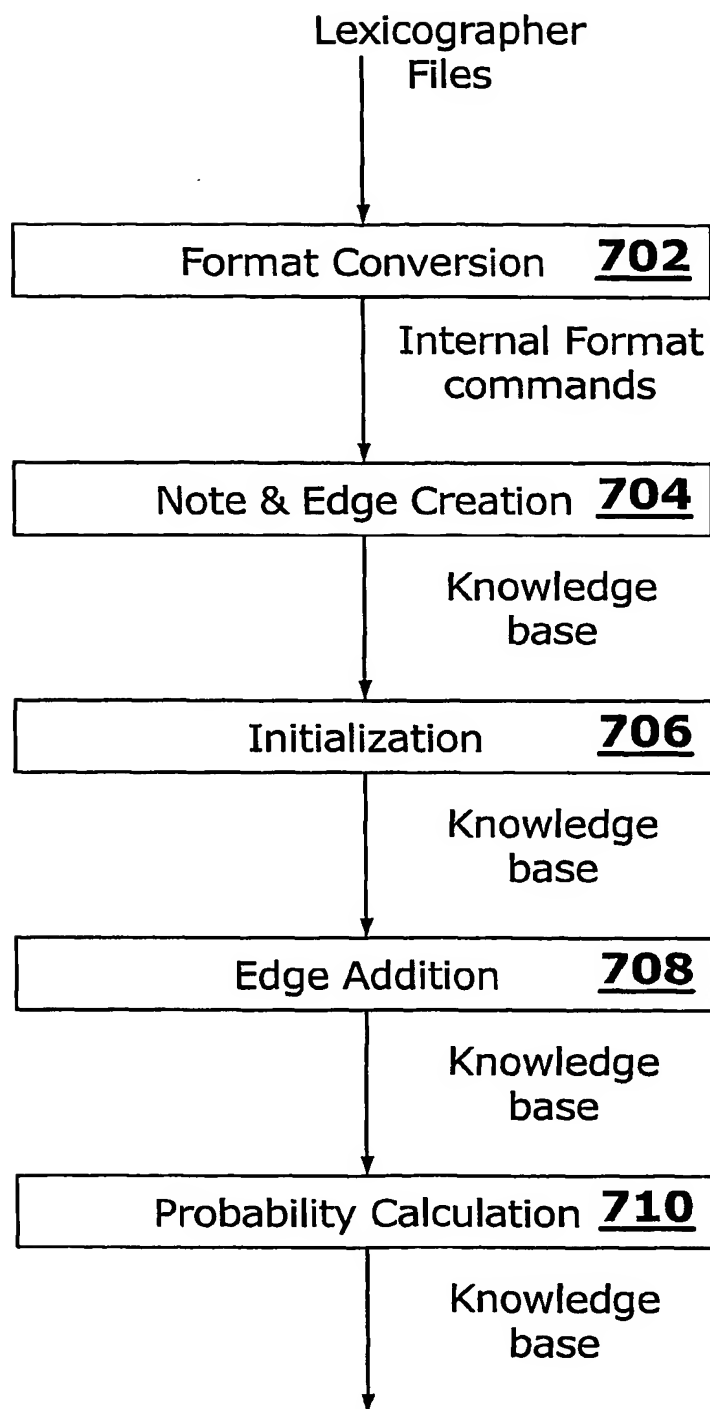 Lexicographer
Files
Format Conversion 702
Internal Format
commands
Note & Edge Creation 704
Knowledge
base
Initialization 706
Knowledge
base
Edge Addition 708
Knowledge
base
Probability Calculation 710
Knowledge
base